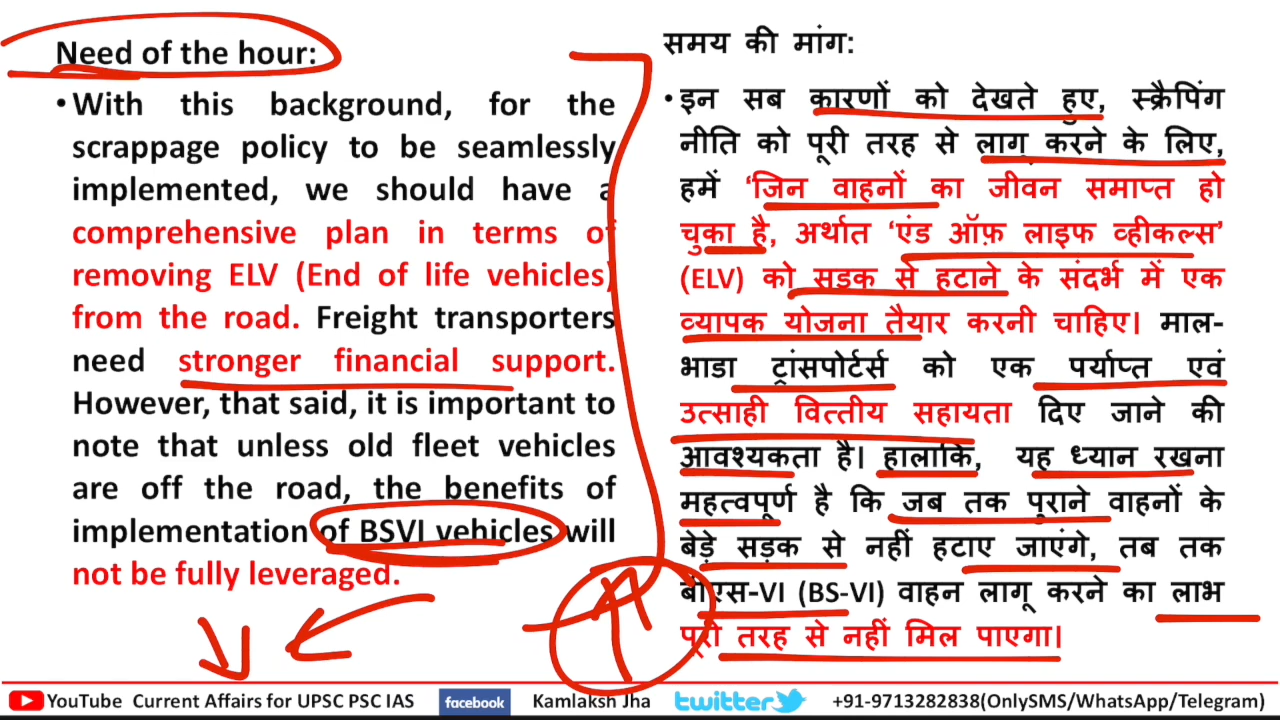 Need of the hour:
• With this background, for the
scrappage policy to be seamlessly
implemented, we should have a
comprehensive plan in terms of
removing ELV (End of life vehicles)
from the road. Freight transporters
need stronger financial support.
However, that said, it is important to
note that unless old fleet vehicles
are off the road, the benefits of
implementation of BSVI vehicles will
not be fully leveraged.
समय की मांग:
• इन सब कारणों को देखते हुए, स्क्रैपिंग
नीति को पूरी तरह से लागू करने के लिए,
हमें ‘जिन वाहनों का जीवन समाप्त हो
चुका है, अर्थात ‘एंड ऑफ़ लाइफ व्हीकल्स’
(ELV) को सड़क से हटाने के संदर्भ में एक
व्यापक योजना तैयार करनी चाहिए। माल-
भाडा ट्रांसपोर्टर्स को एक पर्याप्त एवं
उत्साही वित्तीय सहायता दिए जाने की
आवश्यकता है। हालांकि, यह ध्यान रखना
महत्वपूर्ण है कि जब तक पुराने वाहनों के
बेड़े सड़क से नहीं हटाए जाएंगे, तब तक
बीएस-VI (BS-VI) वाहन लागू करने का लाभ
पूरी तरह से नहीं मिल पाएगा।
YouTube Current Affairs for UPSC PSC IAS facebook Kamlaksh Jha twitter +91-9713282838(OnlySMS/WhatsApp/Telegram)